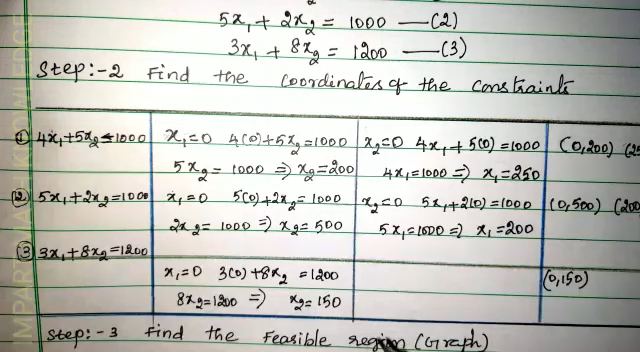 5x₁ + 2x₂ = 1000 —(2)
3x₁ + 8x₂ = 1200 —(3)
Step:-2 Find the coordinates of the constraints
① 4x₁+5x₂ ≤ 1000 x₁=0 4(0)+5x₂=1000 x₂=0 4x₁+5(0)=1000 (0,200)
5x₂ = 1000 ⇒ x₂=200 4x₁=1000 ⇒ x₁=250
② 5x₁+2x₂=1000 x₁=0 5(0)+2x₂=1000 x₂=0 5x₁+2(0)=1000 (0,500) (200
2x₂ = 1000 ⇒ x₂=500 5x₁=1000 ⇒ x₁=200
③ 3x₁+8x₂=1200
x₁=0 3(0)+8x₂=1200 (0,150)
8x₂=1200 ⇒ x₂=150
Step:-3 Find the Feasible region (Graph)